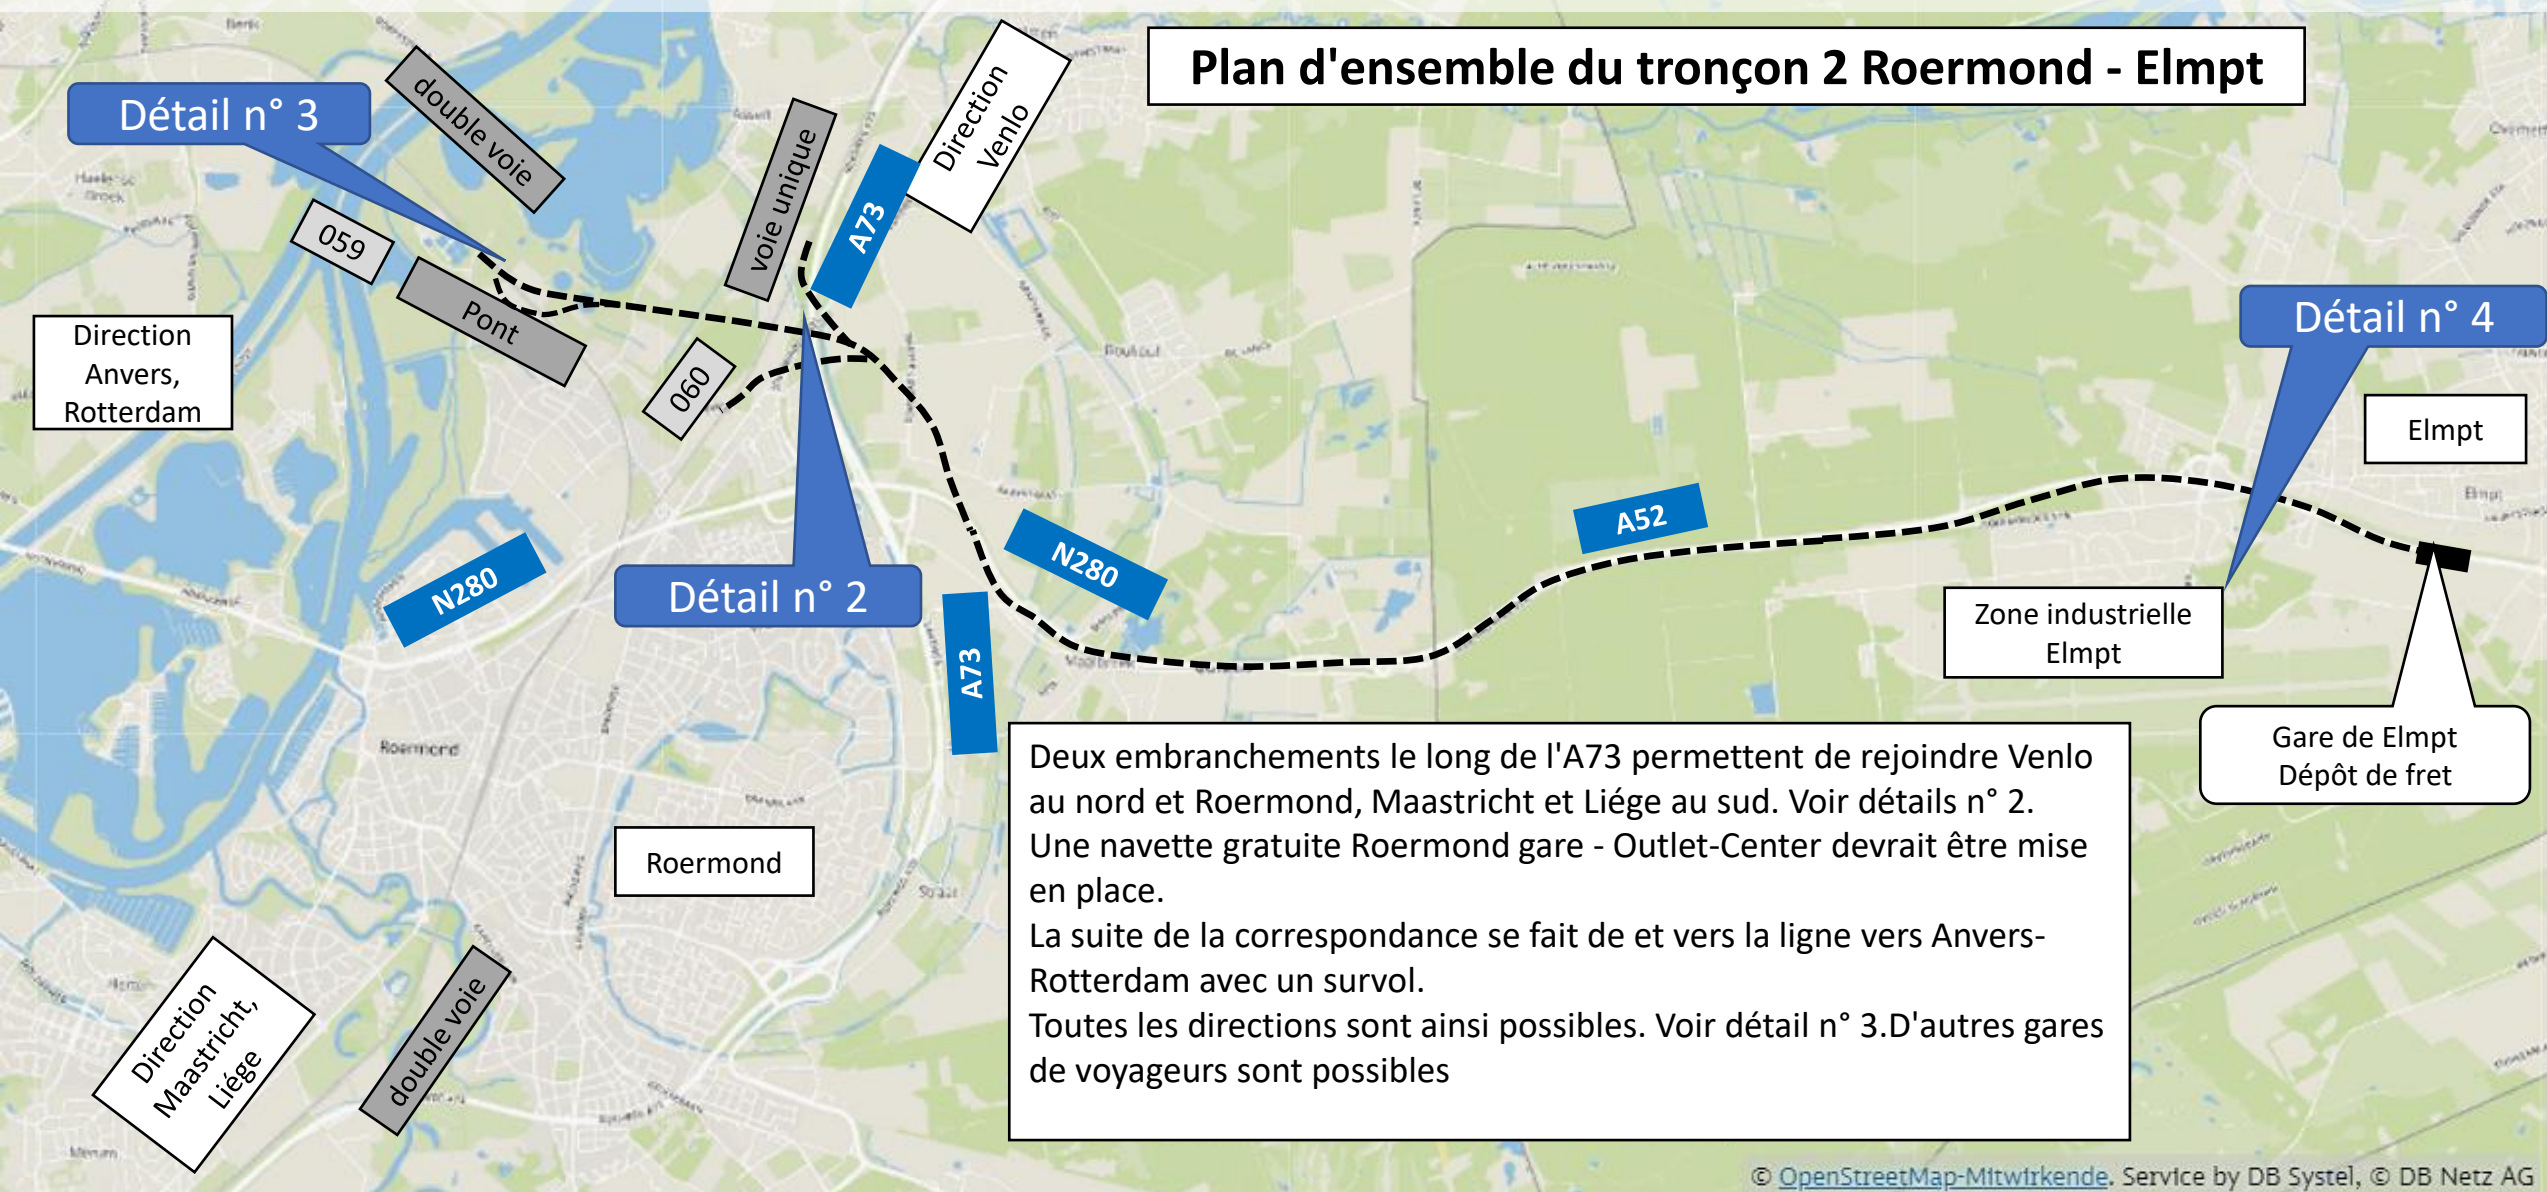 Plan d'ensemble du tronçon 2 Roermond - Elmpt
Détail n° 3
double voie
voie unique
A73
Direction
Venlo
059
Pont
060
Direction
Anvers,
Rotterdam
Détail n° 4
Elmpt
Elmpt
A52
N280
N280
Détail n° 2
A73
Zone industrielle
Elmpt
Gare de Elmpt
Dépôt de fret
Roermond
Roermond
Straat
Boukoul
Deux embranchements le long de l'A73 permettent de rejoindre Venlo
au nord et Roermond, Maastricht et Liége au sud. Voir détails n° 2.
Une navette gratuite Roermond gare - Outlet-Center devrait être mise
en place.
La suite de la correspondance se fait de et vers la ligne vers Anvers-
Rotterdam avec un survol.
Toutes les directions sont ainsi possibles. Voir détail n° 3.D'autres gares
de voyageurs sont possibles
Direction
Maastricht,
Liége
double voie
Merum
© OpenStreetMap-Mitwirkende. Service by DB Systel, © DB Netz AG